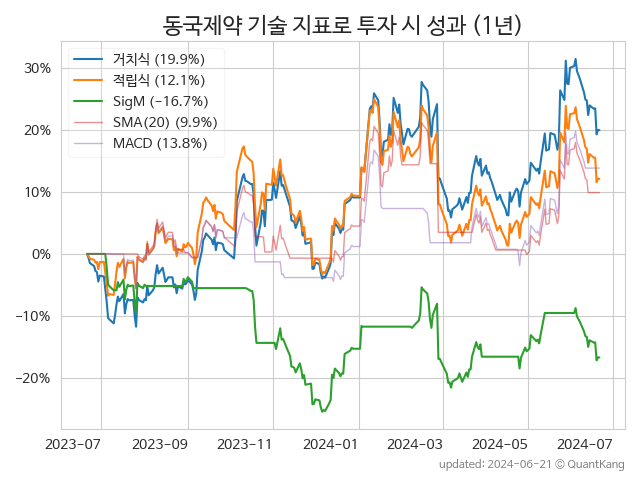 동국제약 기술 지표로 투자 시 성과 (1년)
거치식 (19.9%)
적립식 (12.1%)
SigM (−16.7%)
SMA(20) (9.9%)
MACD (13.8%)
30%
20%
10%
0%
−10%
−20%
2023-07 2023-09 2023-11 2024-01 2024-03 2024-05 2024-07
updated: 2024-06-21 © QuantKang